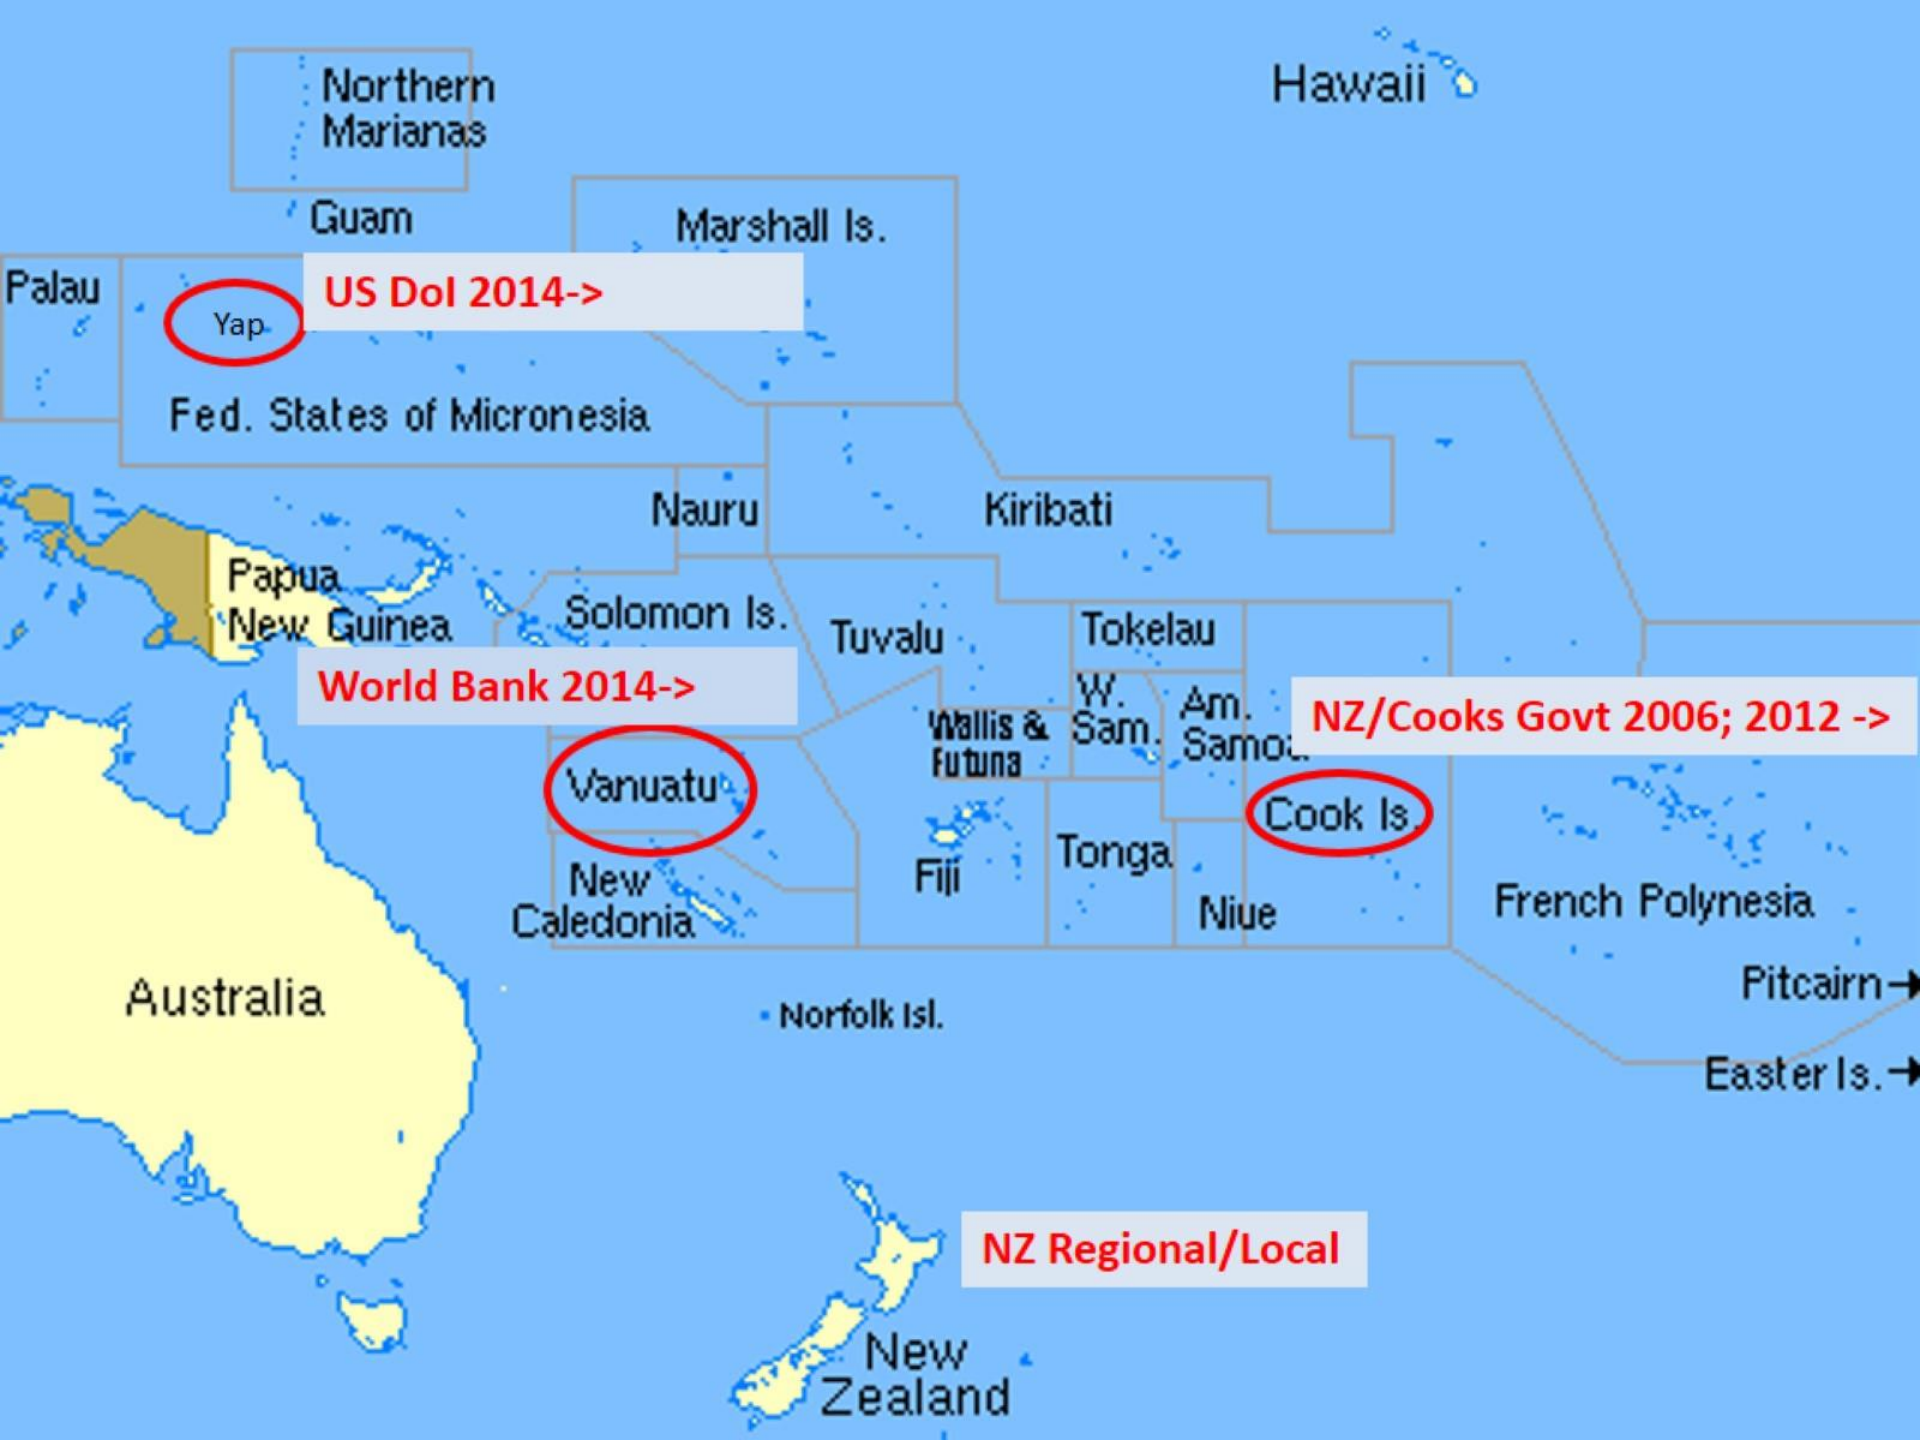 Hawaii
Northern
Marianas
Guam
Marshall Is.
Palau
US DoI 2014->
Yap
Fed. States of Micronesia
Nauru
Kiribati
Papua
New Guinea
Solomon Is.
Tuvalu
Tokelau
World Bank 2014->
W.
Sam.
Am.
Samoa
NZ/Cooks Govt 2006; 2012 ->
Wallis &
Futuna
Vanuatu
Cook Is.
Fiji
Tonga
New
Caledonia
Niue
French Polynesia
Australia
Pitcairn
Norfolk Isl.
Easter Is.
NZ Regional/Local
New
Zealand